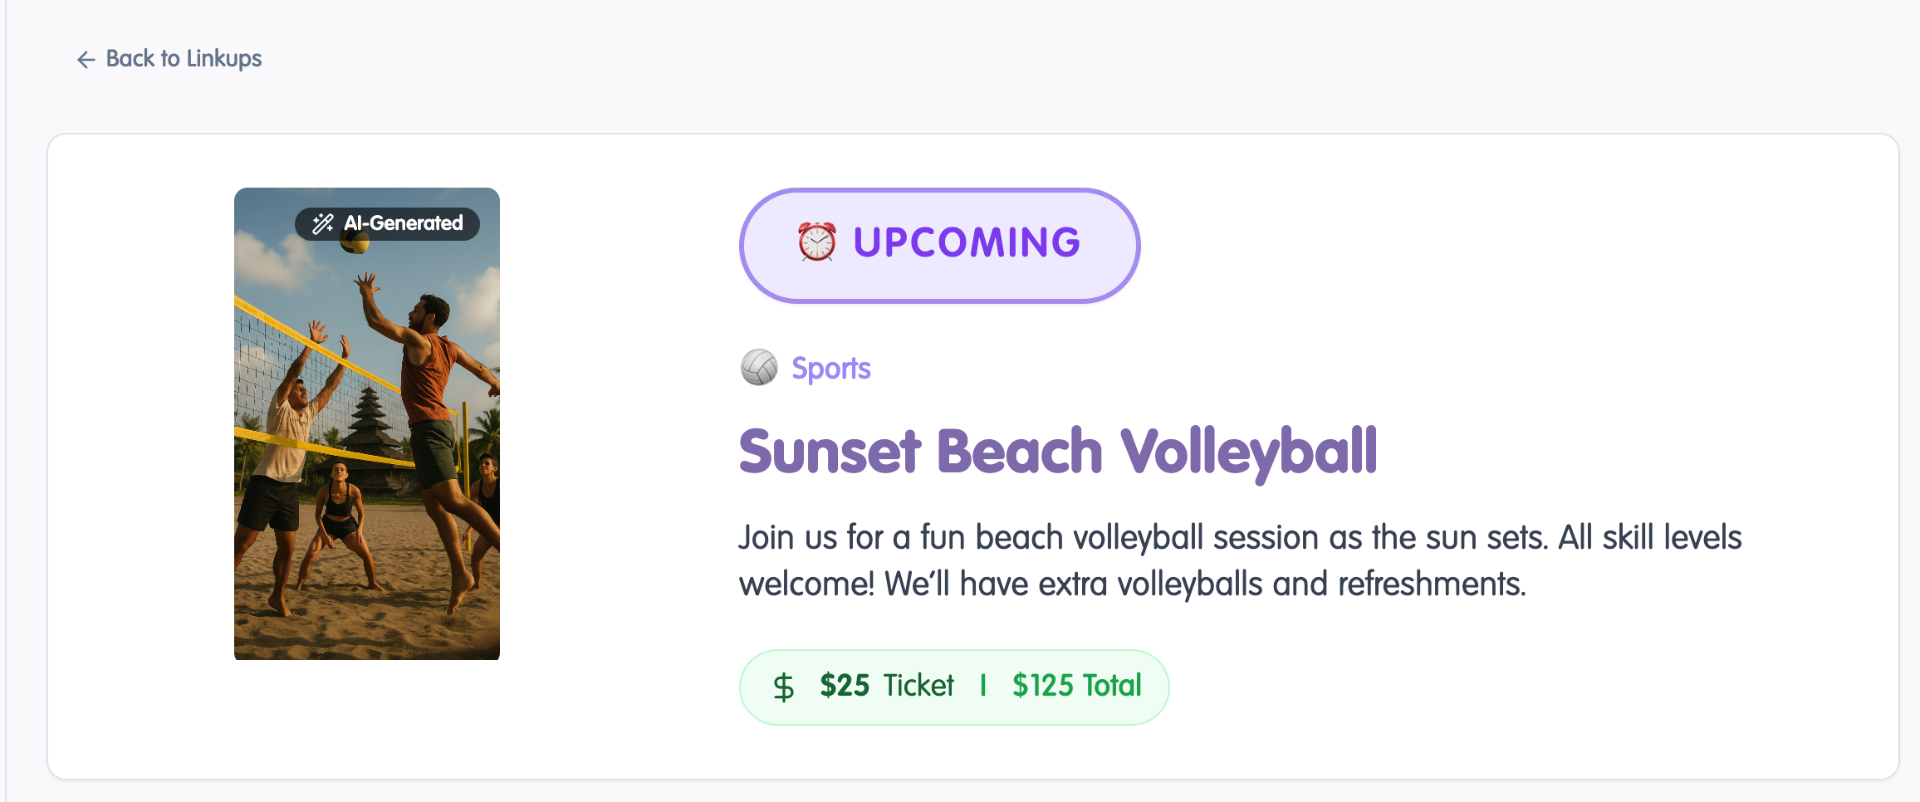 Back to Linkups
AI-Generated
UPCOMING
Sports
Sunset Beach Volleyball
Join us for a fun beach volleyball session as the sun sets. All skill levels
welcome! We'll have extra volleyballs and refreshments.
$ $25 Ticket | $125 Total